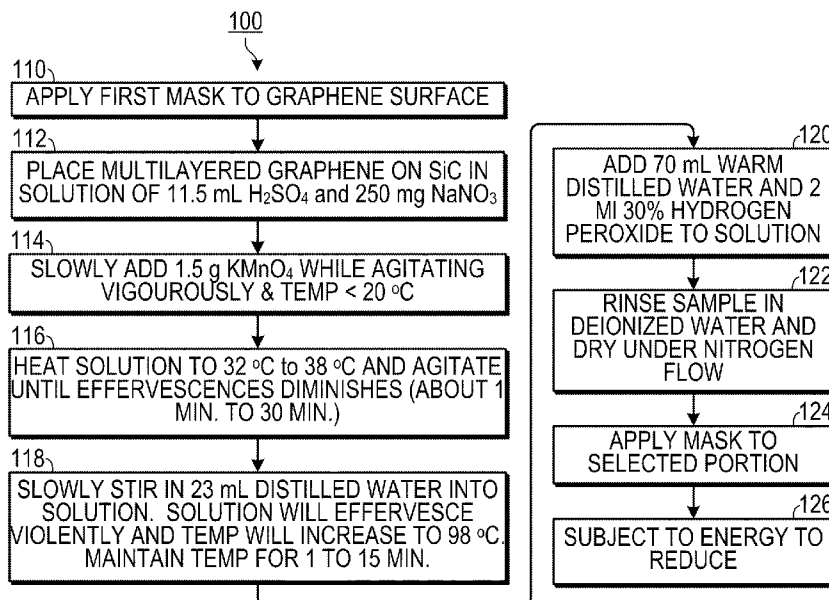 100
110
APPLY FIRST MASK TO GRAPHENE SURFACE
112
PLACE MULTILAYERED GRAPHENE ON SiC IN
SOLUTION OF 11.5 mL H₂SO₄ and 250 mg NaNO₃
114
SLOWLY ADD 1.5 g KMnO₄ WHILE AGITATING
VIGOUROUSLY & TEMP < 20 ºC
116
HEAT SOLUTION TO 32 ºC to 38 ºC AND AGITATE
UNTIL EFFERVESCENCES DIMINISHES (ABOUT 1
MIN. TO 30 MIN.)
118
SLOWLY STIR IN 23 mL DISTILLED WATER INTO
SOLUTION. SOLUTION WILL EFFERVESCE
VIOLENTLY AND TEMP WILL INCREASE TO 98 ºC.
MAINTAIN TEMP FOR 1 TO 15 MIN.
120
ADD 70 mL WARM
DISTILLED WATER AND 2
Ml 30% HYDROGEN
PEROXIDE TO SOLUTION
122
RINSE SAMPLE IN
DEIONIZED WATER AND
DRY UNDER NITROGEN
FLOW
124
APPLY MASK TO
SELECTED PORTION
126
SUBJECT TO ENERGY TO
REDUCE